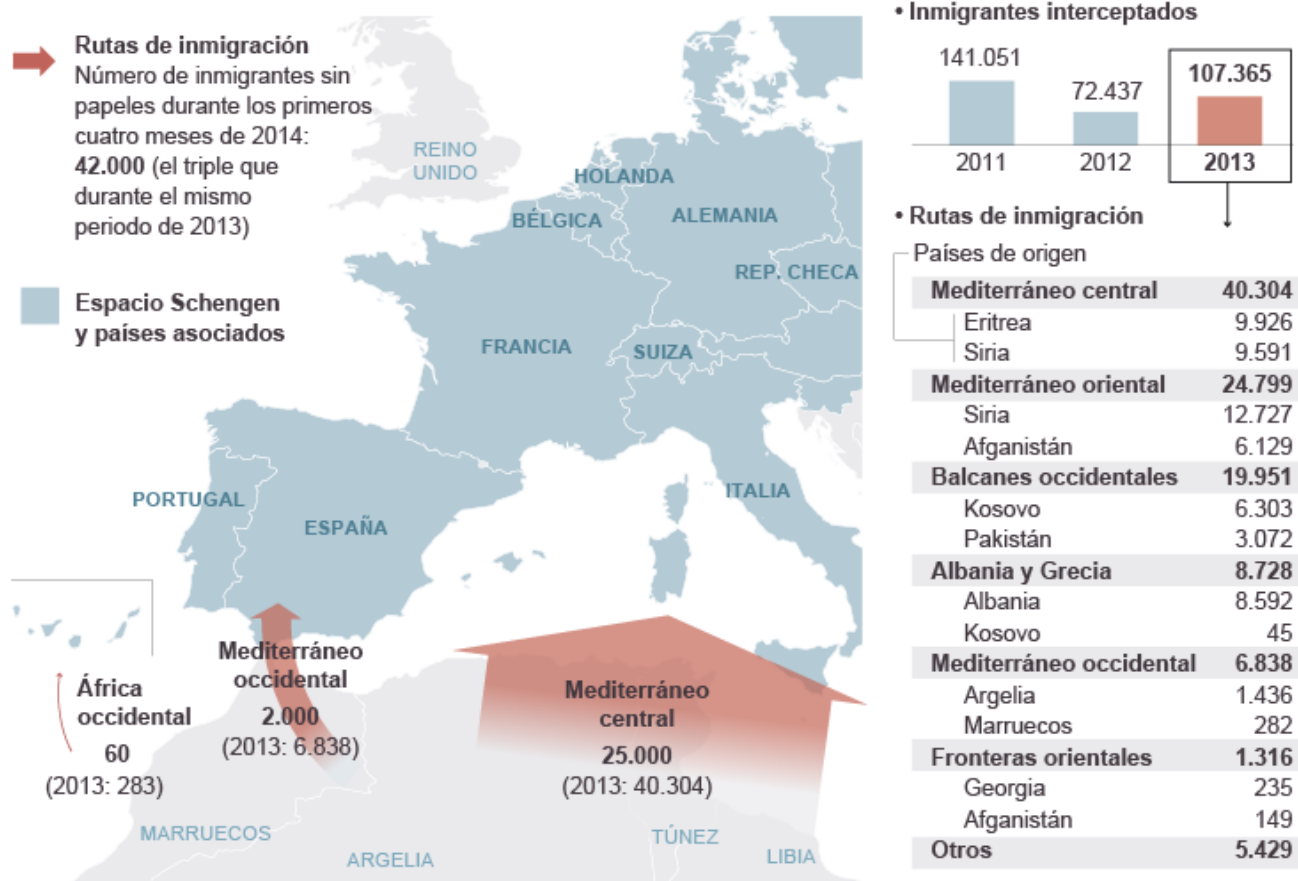 Rutas de inmigración
Número de inmigrantes sin
papeles durante los primeros
cuatro meses de 2014:
42.000 (el triple que
durante el mismo
periodo de 2013)
Espacio Schengen
y países asociados
REINO
UNIDO
HOLANDA
BÉLGICA
ALEMANIA
REP. CHECA
FRANCIA
SUIZA
PORTUGAL
ESPAÑA
ITALIA
África
occidental
60
(2013: 283)
Mediterráneo
occidental
2.000
(2013: 6.838)
Mediterráneo
central
25.000
(2013: 40.304)
MARRUECOS
ARGELIA
TÚNEZ
LIBIA
• Inmigrantes interceptados
141.051
72.437
107.365
2011 2012 2013
• Rutas de inmigración
Países de origen
Mediterráneo central 40.304
Eritrea 9.926
Siria 9.591
Mediterráneo oriental 24.799
Siria 12.727
Afganistán 6.129
Balcanes occidentales 19.951
Kosovo 6.303
Pakistán 3.072
Albania y Grecia 8.728
Albania 8.592
Kosovo 45
Mediterráneo occidental 6.838
Argelia 1.436
Marruecos 282
Fronteras orientales 1.316
Georgia 235
Afganistán 149
Otros 5.429